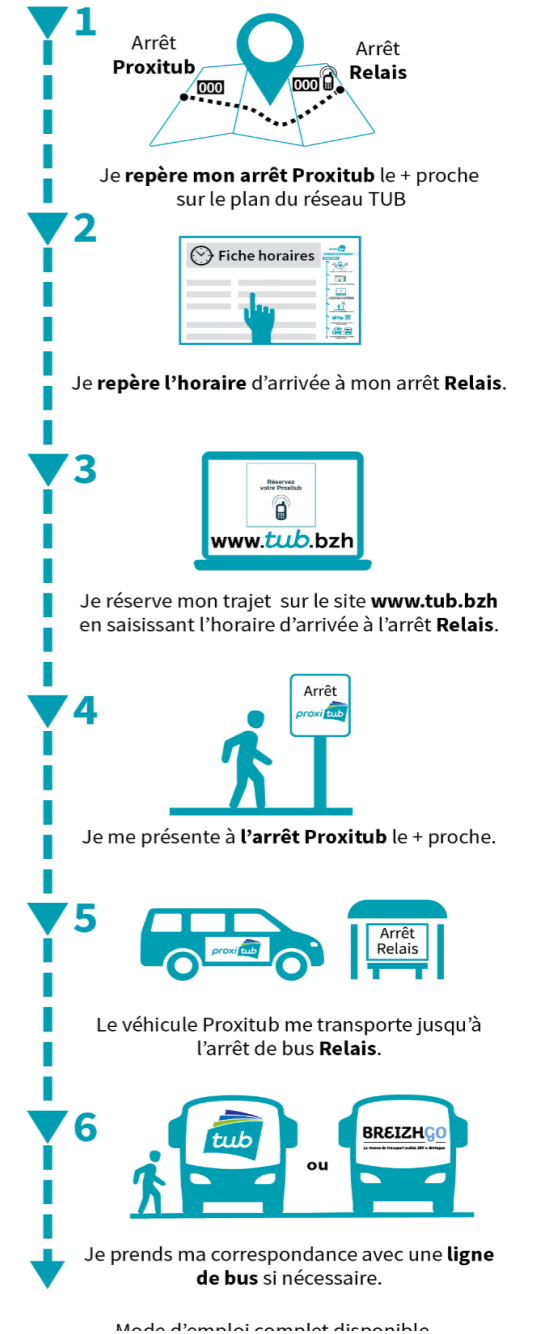 1
Arrêt
Proxitub
Arrêt
Relais
000
000
Je repère mon arrêt Proxitub le + proche
sur le plan du réseau TUB
2
Fiche horaires
Je repère l'horaire d'arrivée à mon arrêt Relais.
3
Réservez
votre Proxitub
www.tub.bzh
Je réserve mon trajet sur le site www.tub.bzh
en saisissant l'horaire d'arrivée à l'arrêt Relais.
4
Arrêt
proxitub
Je me présente à l'arrêt Proxitub le + proche.
5
proxitub
Arrêt
Relais
Le véhicule Proxitub me transporte jusqu'à
l'arrêt de bus Relais.
6
tub
ou
BREIZHGO
Je prends ma correspondance avec une ligne
de bus si nécessaire.
Mode d'emploi complet disponible